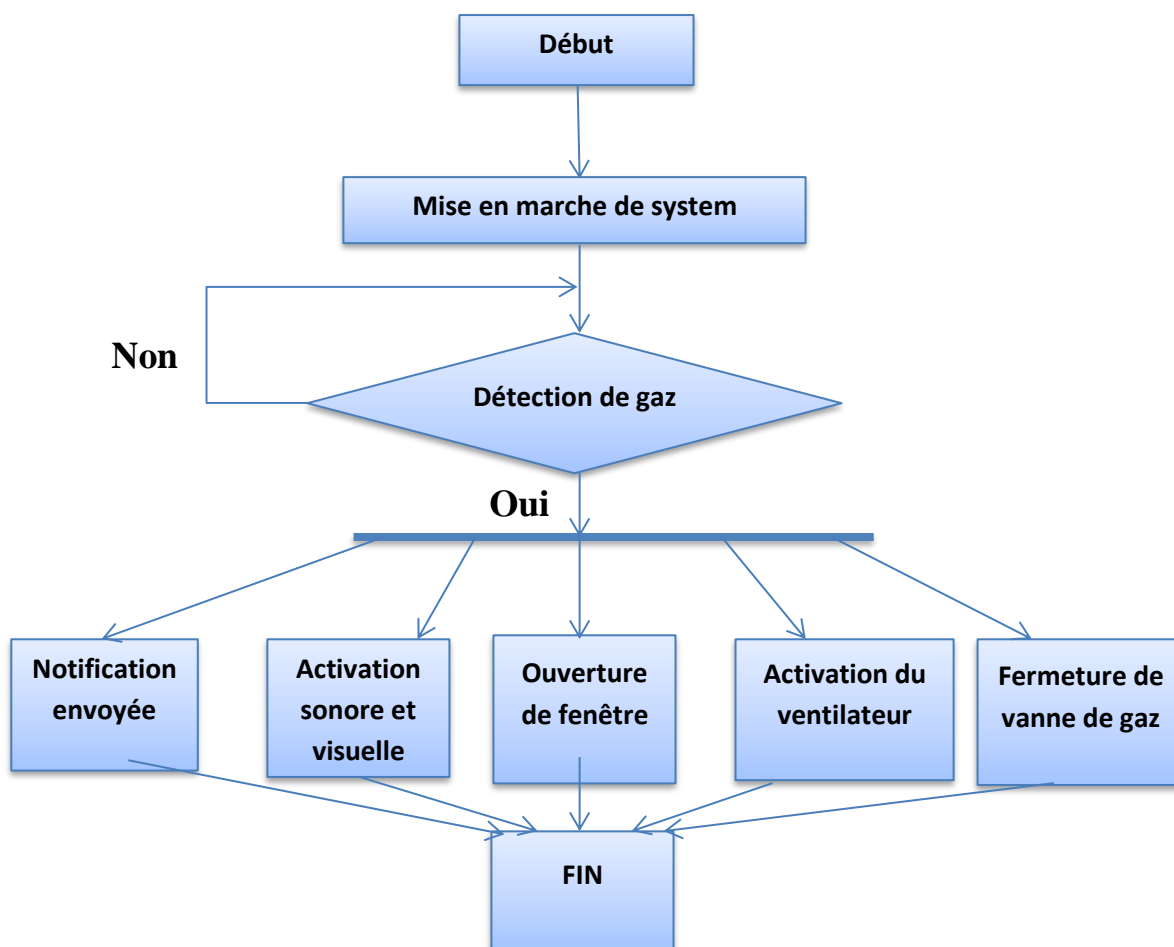 Début
Mise en marche de system
Non
Détection de gaz
Oui
Notification
envoyée
Activation
sonore et
visuelle
Ouverture
de fenêtre
Activation du
ventilateur
Fermeture de
vanne de gaz
FIN